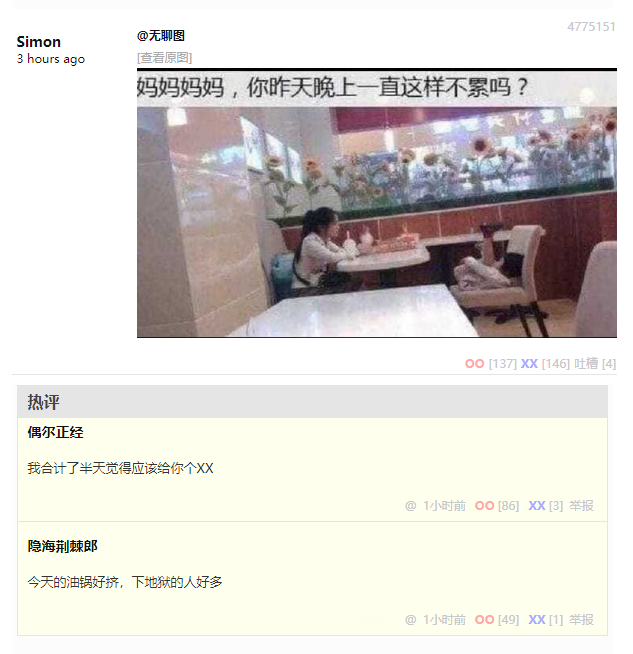 4775151
Simon
3 hours ago
@无聊图
[查看原图]
妈妈妈妈，你昨天晚上一直这样不累吗？
OO [137] XX [146] 吐槽 [4]
热评
偶尔正经
我合计了半天觉得应该给你个XX
@ 1小时前 OO [86] XX [3] 举报
隐海荆棘郎
今天的油锅好挤，下地狱的人好多
@ 1小时前 OO [49] XX [1] 举报